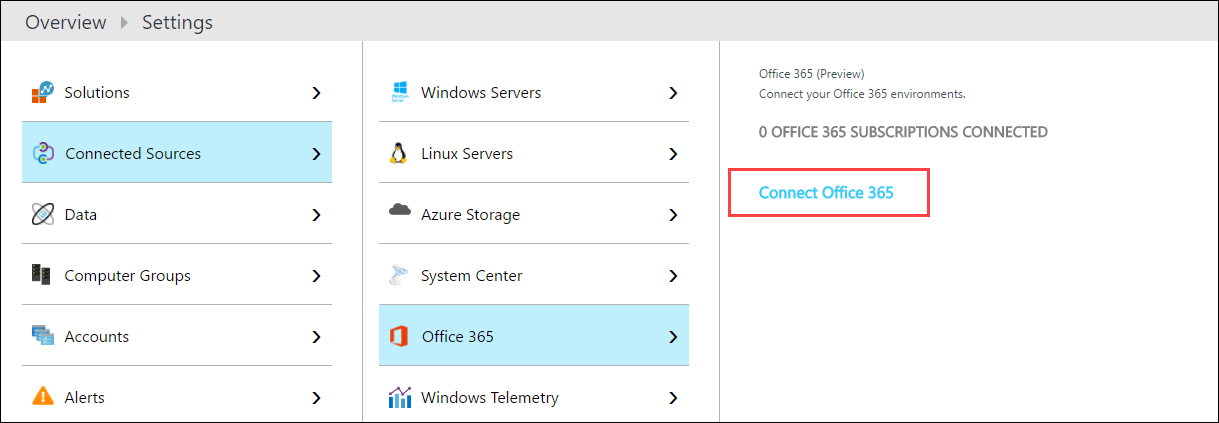 Overview Settings
Solutions
Connected Sources
Data
Computer Groups
Accounts
Alerts
Windows Servers
Linux Servers
Azure Storage
System Center
Office 365
Windows Telemetry
Office 365 (Preview)
Connect your Office 365 environments.
0 OFFICE 365 SUBSCRIPTIONS CONNECTED
Connect Office 365